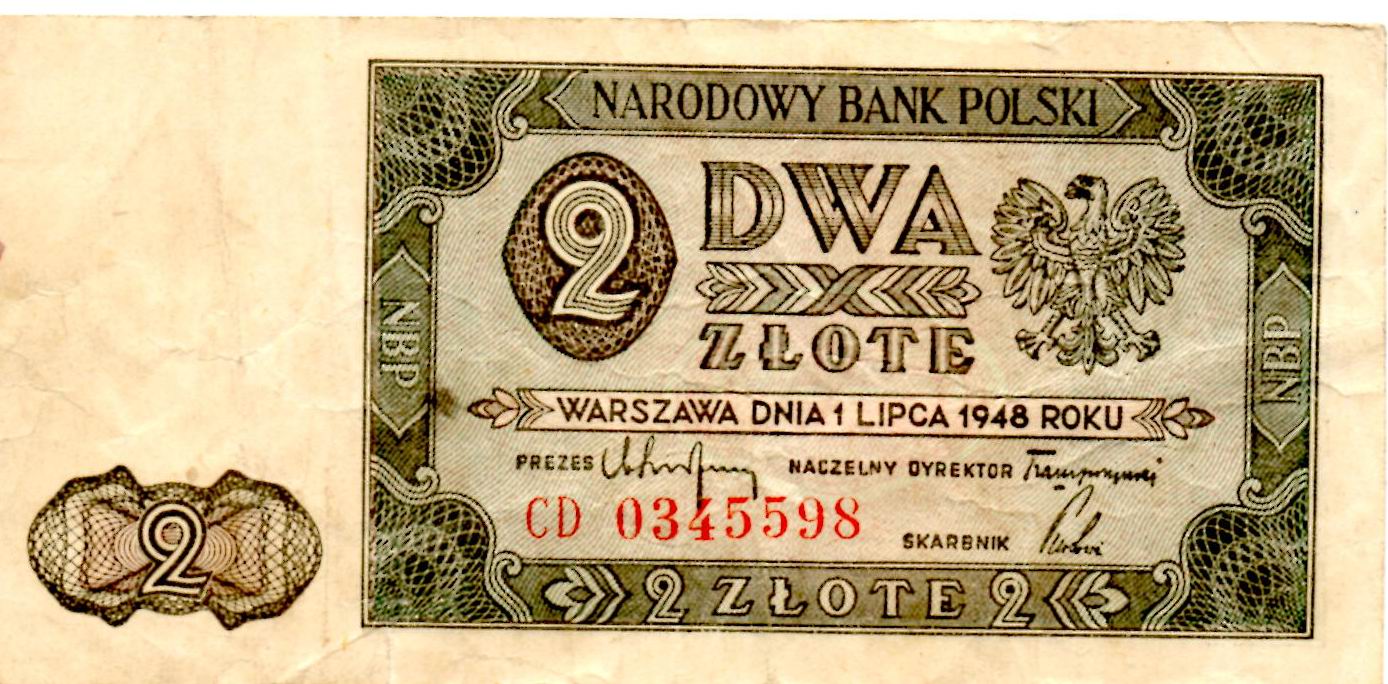 NARODOWY BANK POLSKI
2
DWA
ZŁOTE
NBP
NBP
WARSZAWA DNIA 1 LIPCA 1948 ROKU
PREZES
NACZELNY DYREKTOR
CD 0345598
SKARBNIK
2
2 ZŁOTE 2